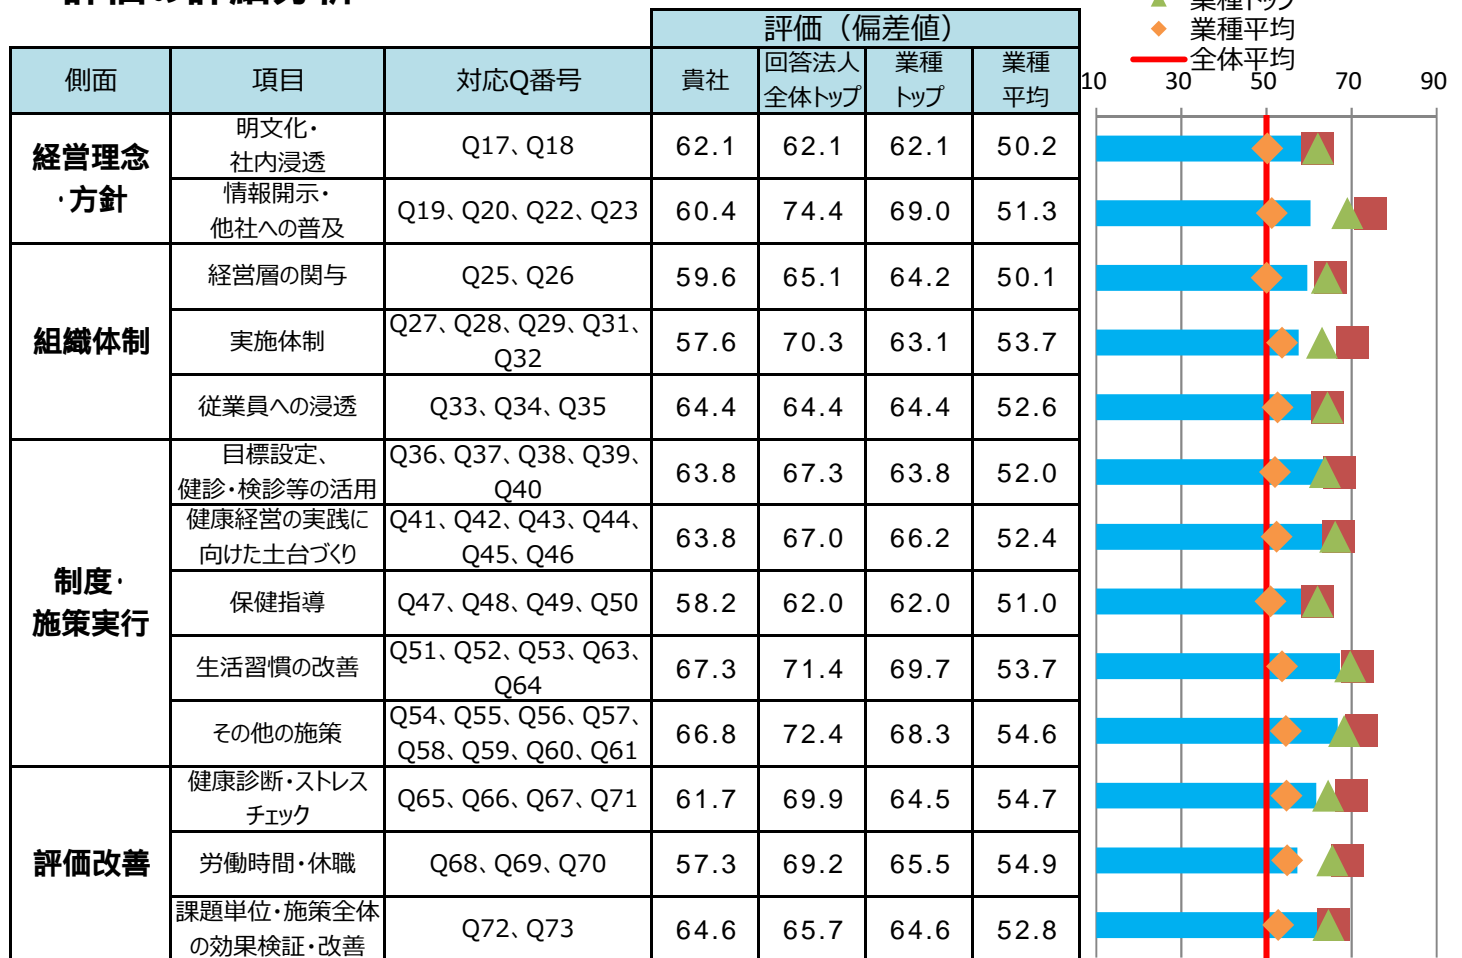 評価の詳細分析
業種トップ
業種平均
全体平均
評価（偏差値）
側面 項目 対応Q番号 貴社 回答法人 全体トップ 業種 トップ 業種 平均
10 30 50 70 90
経営理念
・方針
明文化・
社内浸透
Q17、Q18 62.1 62.1 62.1 50.2
情報開示・
他社への普及
Q19、Q20、Q22、Q23 60.4 74.4 69.0 51.3
組織体制
経営層の関与 Q25、Q26 59.6 65.1 64.2 50.1
実施体制
Q27、Q28、Q29、Q31、
Q32
57.6 70.3 63.1 53.7
従業員への浸透 Q33、Q34、Q35 64.4 64.4 64.4 52.6
制度・
施策実行
目標設定、
健診・検診等の活用
Q36、Q37、Q38、Q39、
Q40
63.8 67.3 63.8 52.0
健康経営の実践に
向けた土台づくり
Q41、Q42、Q43、Q44、
Q45、Q46
63.8 67.0 66.2 52.4
保健指導 Q47、Q48、Q49、Q50 58.2 62.0 62.0 51.0
生活習慣の改善
Q51、Q52、Q53、Q63、
Q64
67.3 71.4 69.7 53.7
その他の施策
Q54、Q55、Q56、Q57、
Q58、Q59、Q60、Q61
66.8 72.4 68.3 54.6
評価改善
健康診断・ストレス
チェック
Q65、Q66、Q67、Q71 61.7 69.9 64.5 54.7
労働時間・休職 Q68、Q69、Q70 57.3 69.2 65.5 54.9
課題単位・施策全体
の効果検証・改善
Q72、Q73 64.6 65.7 64.6 52.8